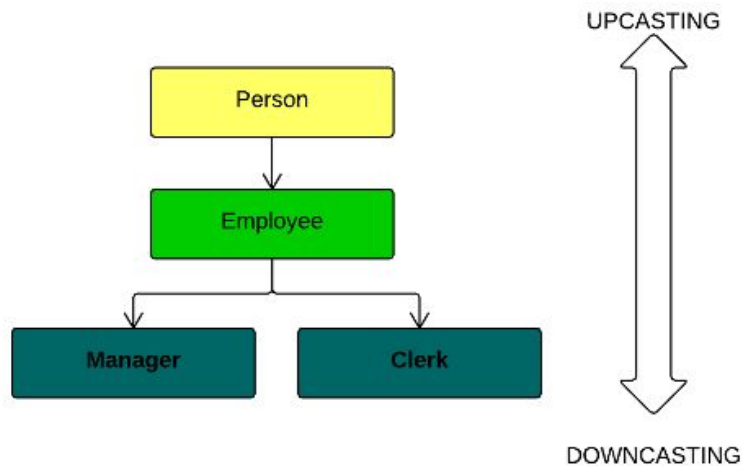 UPCASTING
Person
Employee
Manager
Clerk
DOWNCASTING